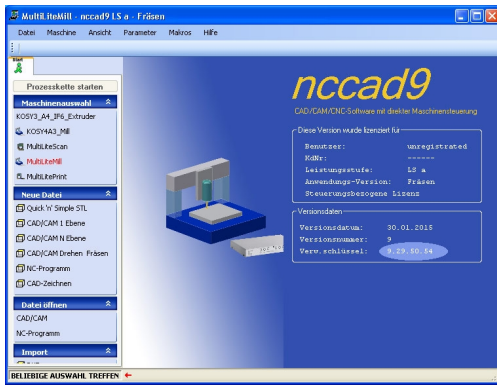 MultiLiteMill - nccad9 LS a - Fräsen
Datei Maschine Ansicht Parameter Makros Hilfe
Start
Prozesskette starten
Maschinenauswahl
KOSY3_A4_IF6_Extruder
KOSY4A3_Mill
MultiLiteScan
MultiLiteMill
MultiLitePrint
Neue Datei
Quick 'n' Simple STL
CAD/CAM 1 Ebene
CAD/CAM N Ebene
CAD/CAM Drehen Fräsen
NC-Programm
CAD-Zeichnen
Datei öffnen
CAD/CAM
NC-Programm
Import
BELIEBIGE AUSWAHL TREFFEN
nccad9
CAD/CAM/CNC-Software mit direkter Maschinensteuerung
Diese Version wurde lizenziert für
Benutzer: unregistrated
KdNr: ------
Leistungsstufe: LS a
Anwendungs-Version: Fräsen
Steuerungsbezogene Lizenz
Versionsdaten
Versionsdatum: 30.01.2015
Versionsnummer: 9
Verw.schlüssel: 9.29.50.54